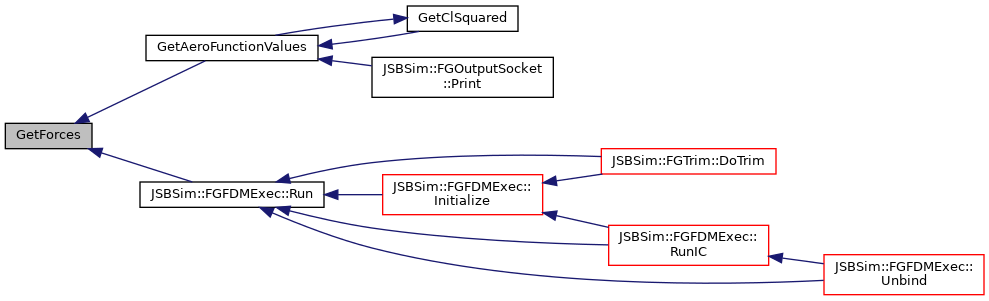 GetClSquared
GetAeroFunctionValues
JSBSim::FGOutputSocket
::Print
GetForces
JSBSim::FGTrim::DoTrim
JSBSim::FGFDMExec::Run
JSBSim::FGFDMExec::
Initialize
JSBSim::FGFDMExec::
RunIC
JSBSim::FGFDMExec::
Unbind